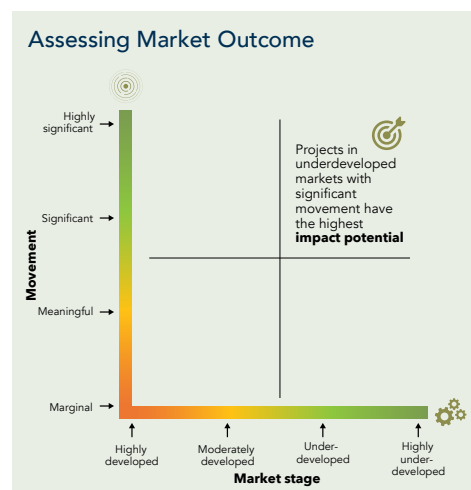 Assessing Market Outcome
Highly
significant
Significant
Meaningful
Marginal
Movement
Projects in
underdeveloped
markets with
significant
movement have
the highest
impact potential
Highly
developed
Moderately
developed
Under-
developed
Highly
under-
developed
Market stage